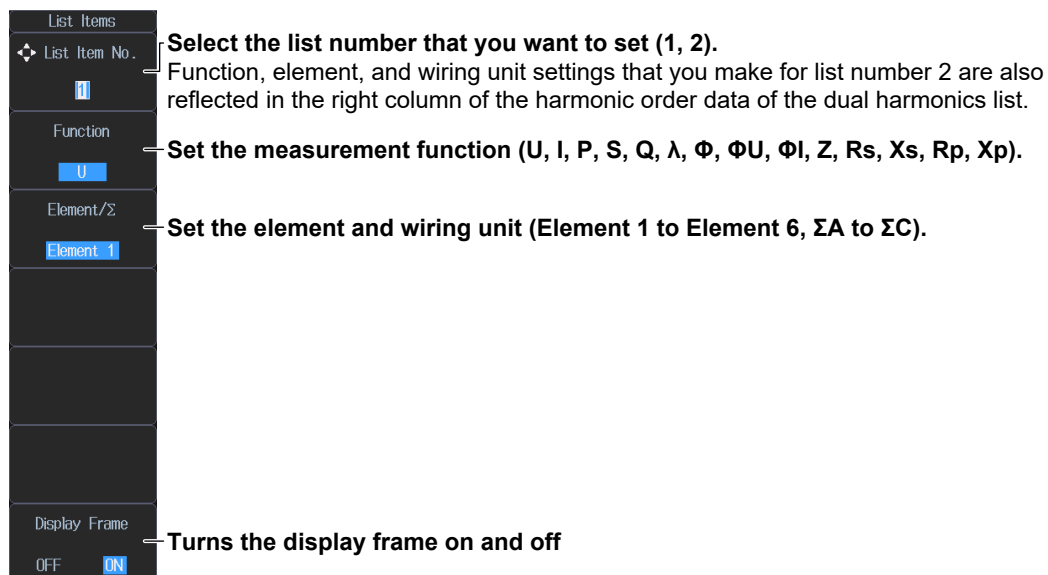 List Items
List Item No.
1
Select the list number that you want to set (1, 2).
Function, element, and wiring unit settings that you make for list number 2 are also
reflected in the right column of the harmonic order data of the dual harmonics list.
Function
U
Set the measurement function (U, I, P, S, Q, λ, Φ, ΦU, ΦI, Z, Rs, Xs, Rp, Xp).
Element/Σ
Element 1
Set the element and wiring unit (Element 1 to Element 6, ΣA to ΣC).
Display Frame
OFF ON
Turns the display frame on and off